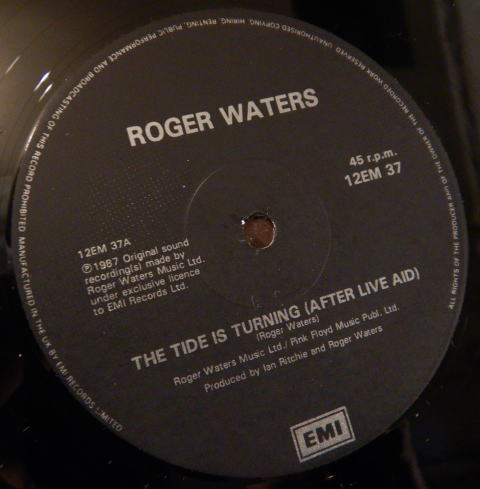 ROGER WATERS
45 r.p.m.
12EM 37
12EM 37A
Ⓟ1987 Original sound
recording(s) made by
Roger Waters Music Ltd.
under exclusive licence
to EMI Records Ltd.
THE TIDE IS TURNING (AFTER LIVE AID)
(Roger Waters)
Roger Waters Music Ltd./ Pink Floyd Music Publ. Ltd.
Produced by Ian Ritchie and Roger Waters
EMI
ALL RIGHTS OF THE PRODUCER AND OF THE OWNER OF THE RECORDED WORK RESERVED UNAUTHORISED COPYING, HIRING, RENTING, PUBLIC PERFORMANCE AND BROADCASTING OF THIS RECORD PROHIBITED MANUFACTURED IN THE UK BY EMI RECORDS LIMITED